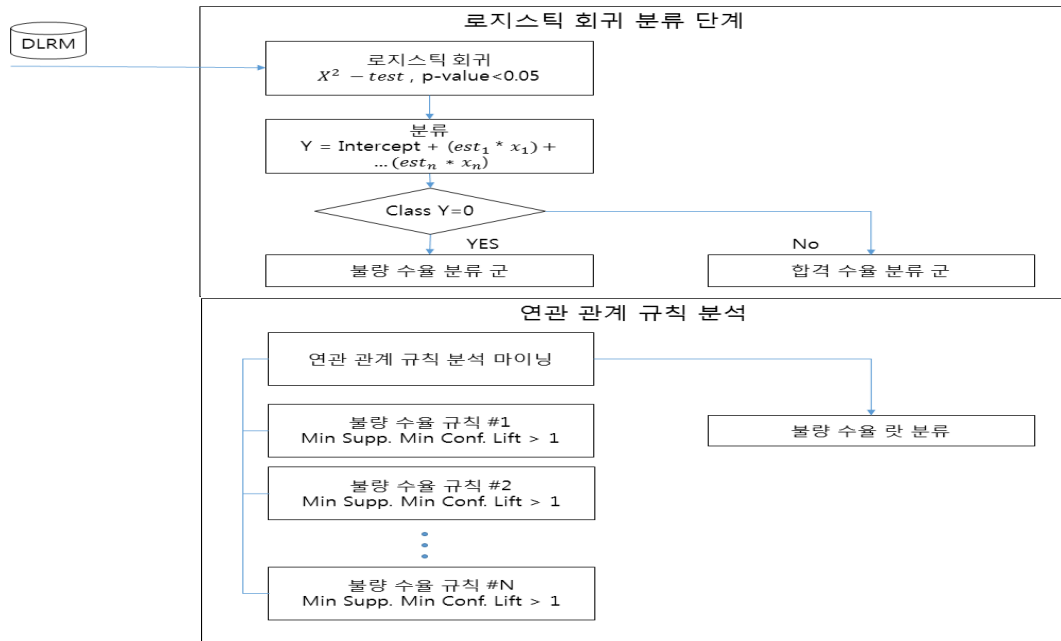 로지스틱 회귀 분류 단계
DLRM
로지스틱 회귀
X² − test , p-value<0.05
분류
Y = Intercept + (est₁ * x₁) +
…(estₙ * xₙ)
Class Y=0
YES
No
불량 수율 분류 군
합격 수율 분류 군
연관 관계 규칙 분석
연관 관계 규칙 분석 마이닝
불량 수율 규칙 #1
Min Supp. Min Conf. Lift > 1
불량 수율 랏 분류
불량 수율 규칙 #2
Min Supp. Min Conf. Lift > 1
불량 수율 규칙 #N
Min Supp. Min Conf. Lift > 1